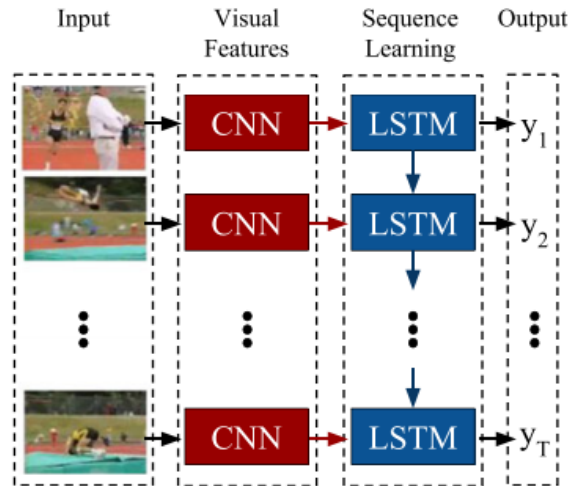 Input
Visual Features
Sequence Learning
Output
CNN
LSTM
y1
CNN
LSTM
y2
CNN
LSTM
yT